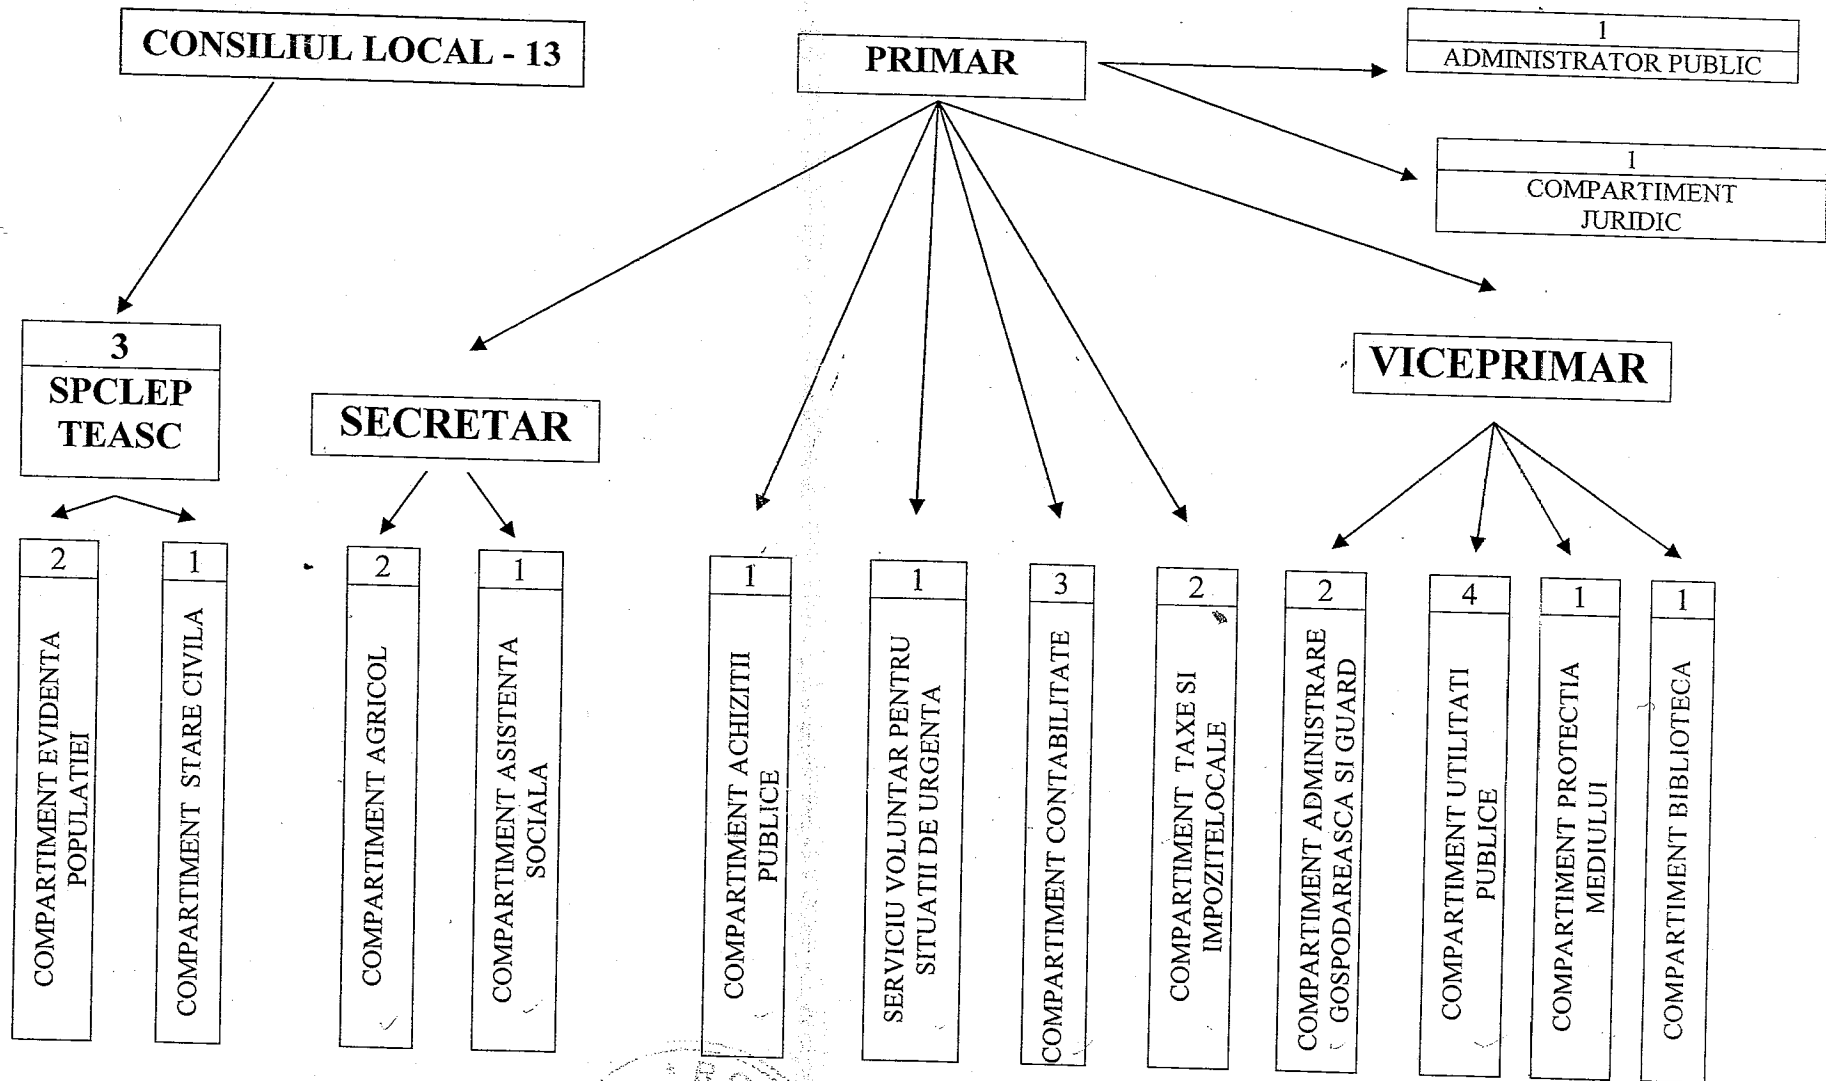 CONSILIUL LOCAL - 13
PRIMAR
1
ADMINISTRATOR PUBLIC
1
COMPARTIMENT
JURIDIC
3
SPCLEP
TEASC
SECRETAR
VICEPRIMAR
2
COMPARTIMENT EVIDENTA
POPULATIEI
1
COMPARTIMENT STARE CIVILA
2
COMPARTIMENT AGRICOL
1
COMPARTIMENT ASISTENTA
SOCIALA
1
COMPARTIMENT ACHIZITII
PUBLICE
1
SERVICIU VOLUNTAR PENTRU
SITUATII DE URGENTA
3
COMPARTIMENT CONTABILITATE
2
COMPARTIMENT TAXE SI
IMPOZITELOCALE
2
COMPARTIMENT ADMINISTRARE
GOSPODAREASCA SI GUARD
4
COMPARTIMENT UTILITATI
PUBLICE
1
COMPARTIMENT PROTECTIA
MEDIULUI
1
COMPARTIMENT BIBLIOTECA